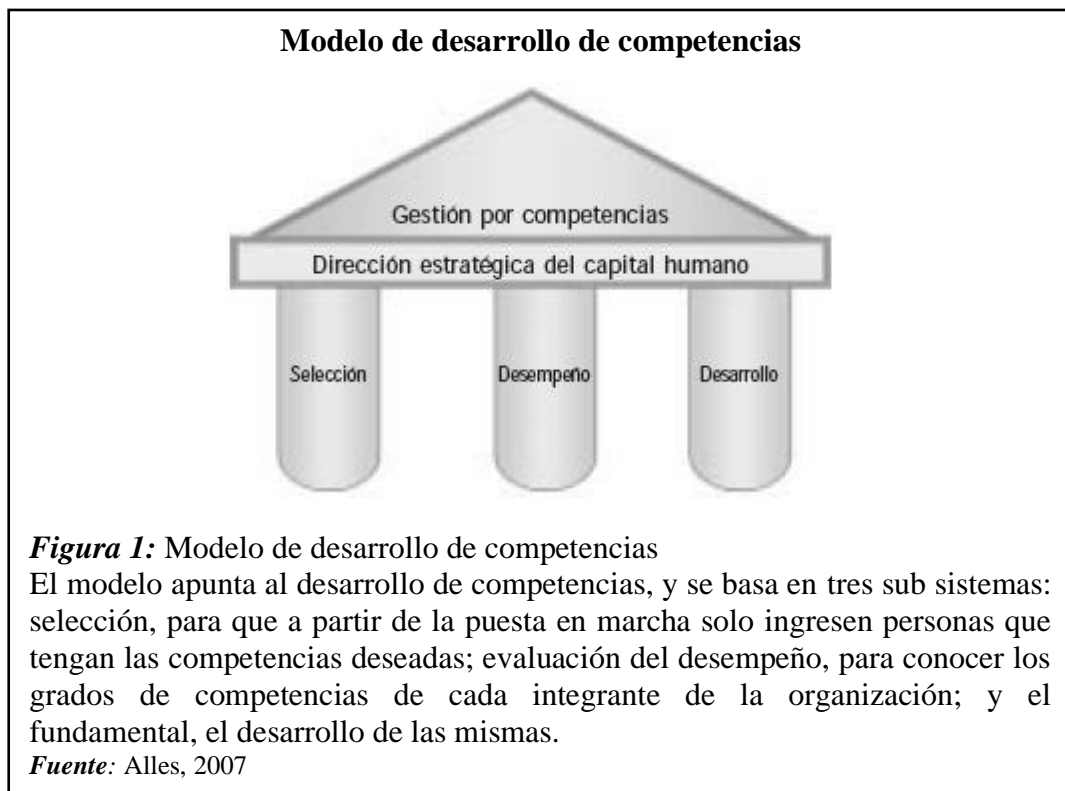 Modelo de desarrollo de competencias
Gestión por competencias
Dirección estratégica del capital humano
Selección
Desempeño
Desarrollo
Figura 1: Modelo de desarrollo de competencias
El modelo apunta al desarrollo de competencias, y se basa en tres sub sistemas:
selección, para que a partir de la puesta en marcha solo ingresen personas que
tengan las competencias deseadas; evaluación del desempeño, para conocer los
grados de competencias de cada integrante de la organización; y el
fundamental, el desarrollo de las mismas.
Fuente: Alles, 2007